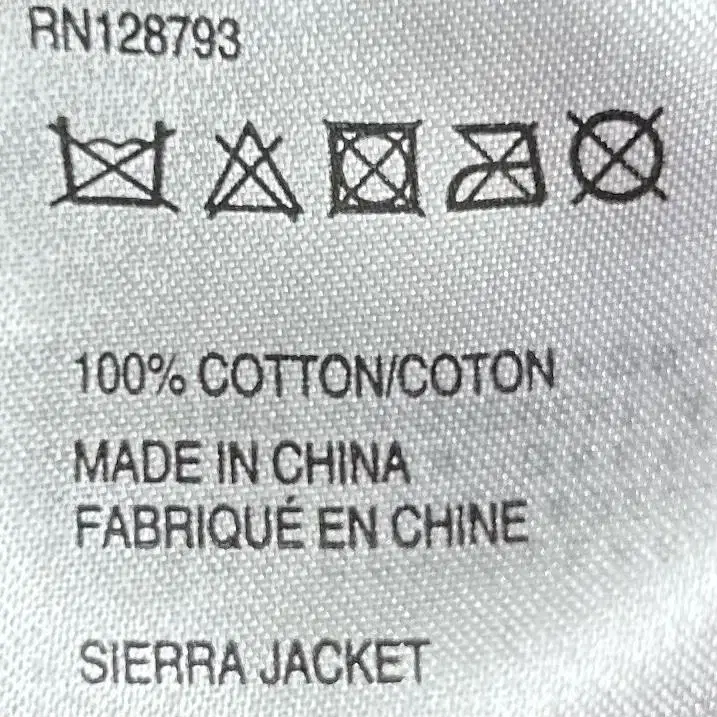 RN128793
100% COTTON/COTON
MADE IN CHINA
FABRIQUÉ EN CHINE
SIERRA JACKET